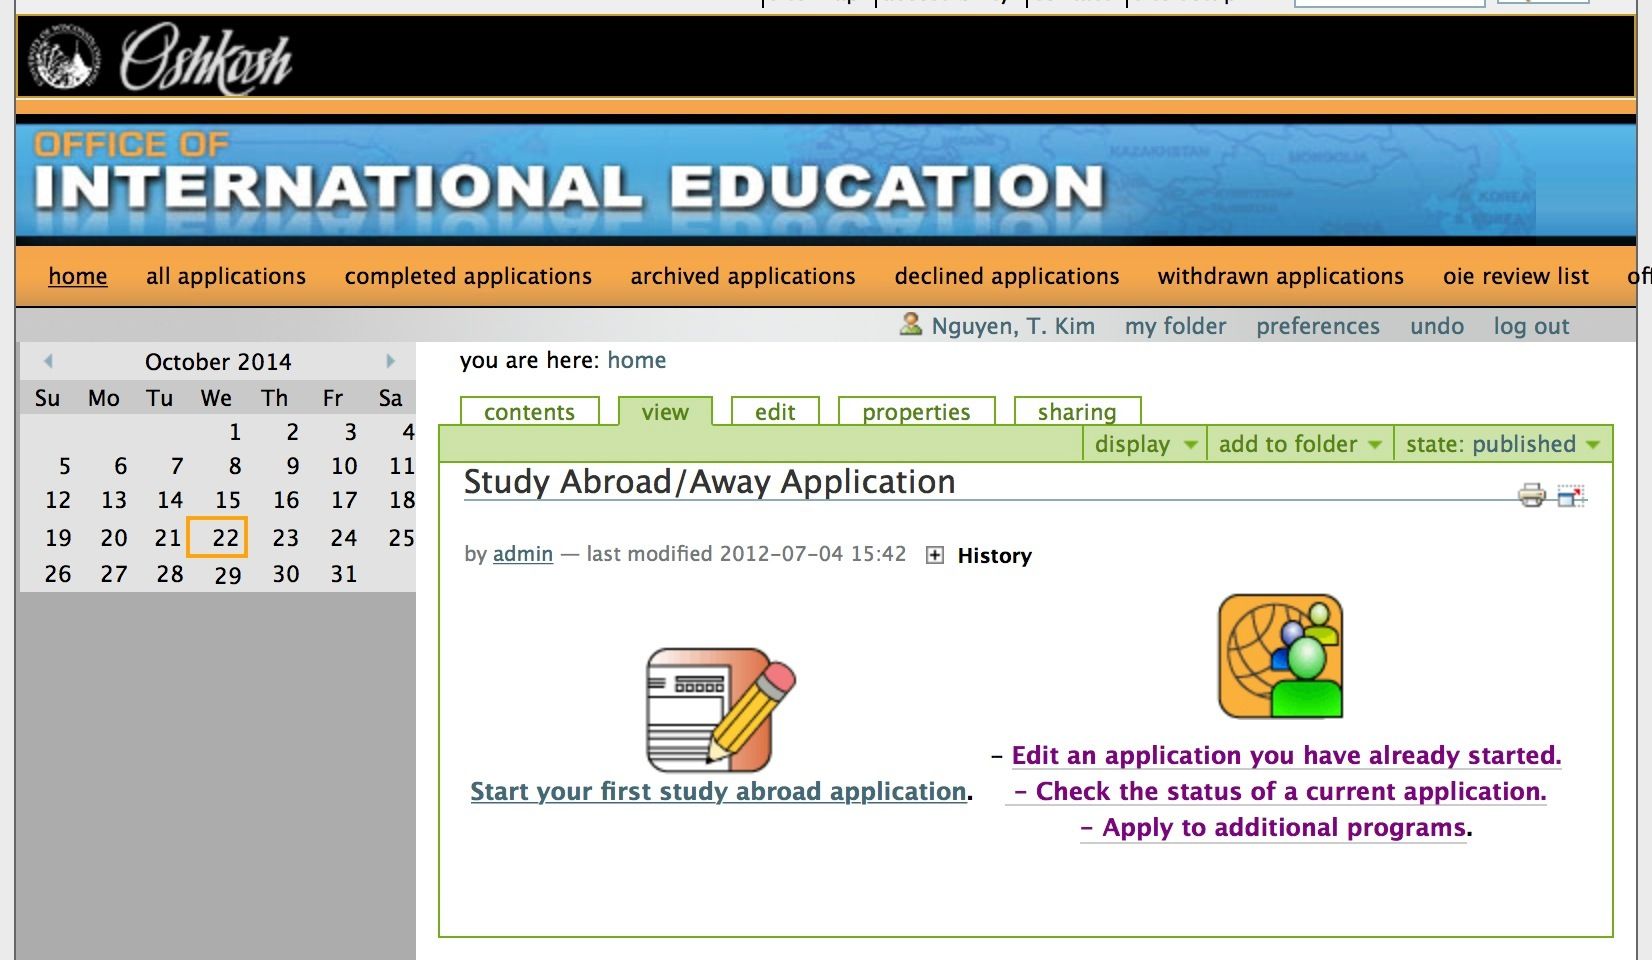 Oshkosh
OFFICE OF
INTERNATIONAL EDUCATION
KAZAKHSTAN
MONGOLIA
KOREA
CHINA
home all applications completed applications archived applications declined applications withdrawn applications oie review list
Nguyen, T. Kim my folder preferences undo log out
October 2014
Su Mo Tu We Th Fr Sa
1 2 3 4
5 6 7 8 9 10 11
12 13 14 15 16 17 18
19 20 21 22 23 24 25
26 27 28 29 30 31
you are here: home
contents view edit properties sharing
display add to folder state: published
Study Abroad/Away Application
by admin — last modified 2012-07-04 15:42 History
Start your first study abroad application.
– Edit an application you have already started.
– Check the status of a current application.
– Apply to additional programs.